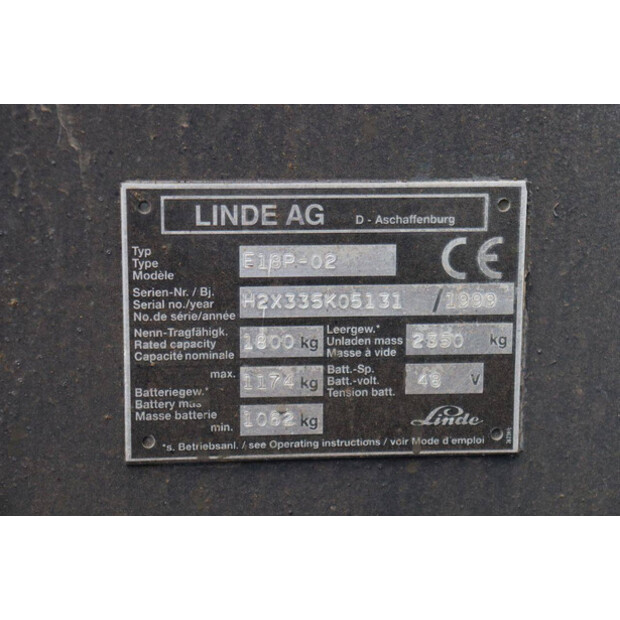 LINDE AG D - Aschaffenburg
Typ
Type
Modèle
E18P-02
CE
Serien-Nr. / Bj.
Serial no./year
No.de série/année
H2X335K05131 / 1999
Nenn-Tragfähigk.
Rated capacity
Capacité nominale
1800 kg
Leergew.*
Unladen mass
Masse à vide
kg
max.
1174 kg
Batteriegew.*
Battery mas
Masse batterie
min.
1062 kg
Batt.-Sp.
Batt.-volt.
Tension batt.
48 V
Linde
*s. Betriebsanl. / see Operating instructions / voir Mode d'emploi